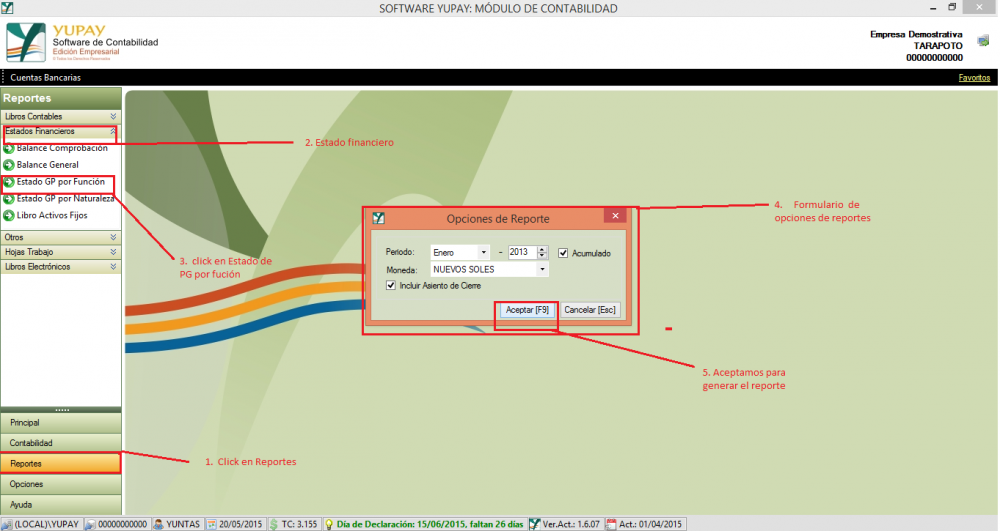 SOFTWARE YUPAY: MÓDULO DE CONTABILIDAD
YUPAY
Software de Contabilidad
Edición Empresarial
© Todos los Derechos Reservados
Empresa Demostrativa
TARAPOTO
00000000000
Cuentas Bancarias
Favoritos
Reportes
Libros Contables
Estados Financieros
Balance Comprobación
Balance General
Estado GP por Función
Estado GP por Naturaleza
Libro Activos Fijos
Otros
Hojas Trabajo
Libros Electrónicos
2. Estado financiero
3. click en Estado de
PG por fución
4. Formulario de
opciones de reportes
Opciones de Reporte
Periodo: Enero - 2013 Acumulado
Moneda: NUEVOS SOLES
Incluir Asiento de Cierre
Aceptar [F9] Cancelar [Esc]
5. Aceptamos para
generar el reporte
1. Click en Reportes
Principal
Contabilidad
Reportes
Opciones
Ayuda
(LOCAL)\YUPAY 00000000000 YUNTAS 20/05/2015 TC: 3.155 Día de Declaración: 15/06/2015, faltan 26 días Ver.Act.: 1.6.07 Act.: 01/04/2015